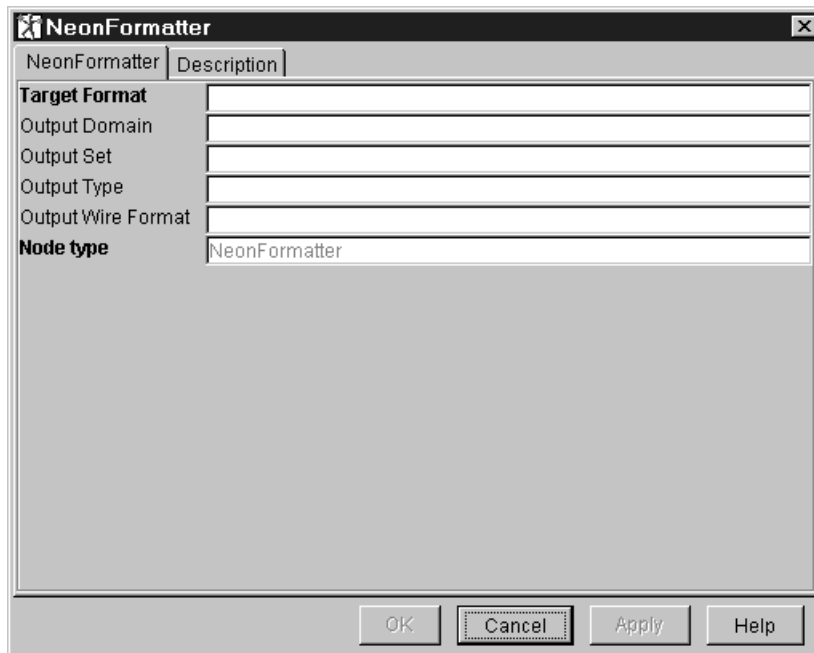 NeonFormatter
NeonFormatter Description
Target Format
Output Domain
Output Set
Output Type
Output Wire Format
Node type NeonFormatter
OK Cancel Apply Help